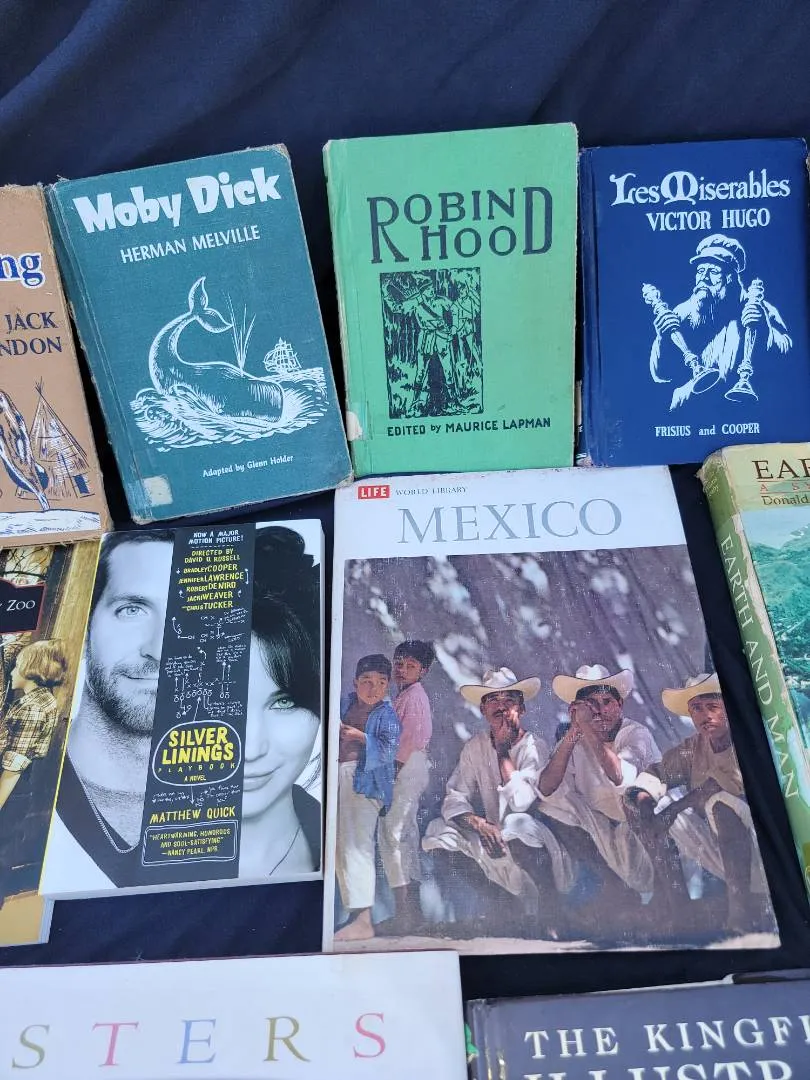 ng
JACK
NDON
Moby Dick
HERMAN MELVILLE
Adapted by Glenn Holder
ROBIN
HOOD
EDITED by MAURICE LAPMAN
Les Miserables
VICTOR HUGO
FRISIUS and COOPER
ZOO
NOW A MAJOR
MOTION PICTURE!
DIRECTED BY
DAVID O. RUSSELL
BRADLEY COOPER
JENNIFER LAWRENCE
ROBERT DE NIRO
JACKI WEAVER
CHRIS TUCKER
SILVER
LININGS
PLAYBOOK
A NOVEL
MATTHEW QUICK
"HEARTWARMING, HUMOROUS
AND SOUL-SATISFYING"
—NANCY PEARL, NPR
LIFE WORLD LIBRARY
MEXICO
EAR
Donald
EARTH AND MAN
STERS
THE KINGFI
ILLUSTRA